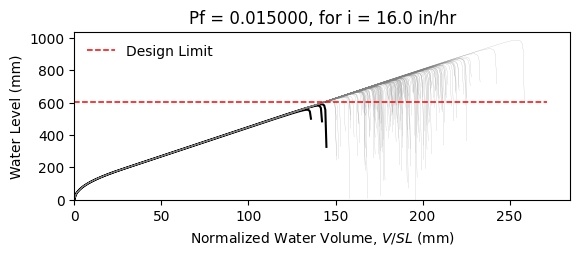 Pf = 0.015000, for i = 16.0 in/hr
Design Limit
Water Level (mm)
1000
800
600
400
200
0
0 50 100 150 200 250
Normalized Water Volume, V/SL (mm)